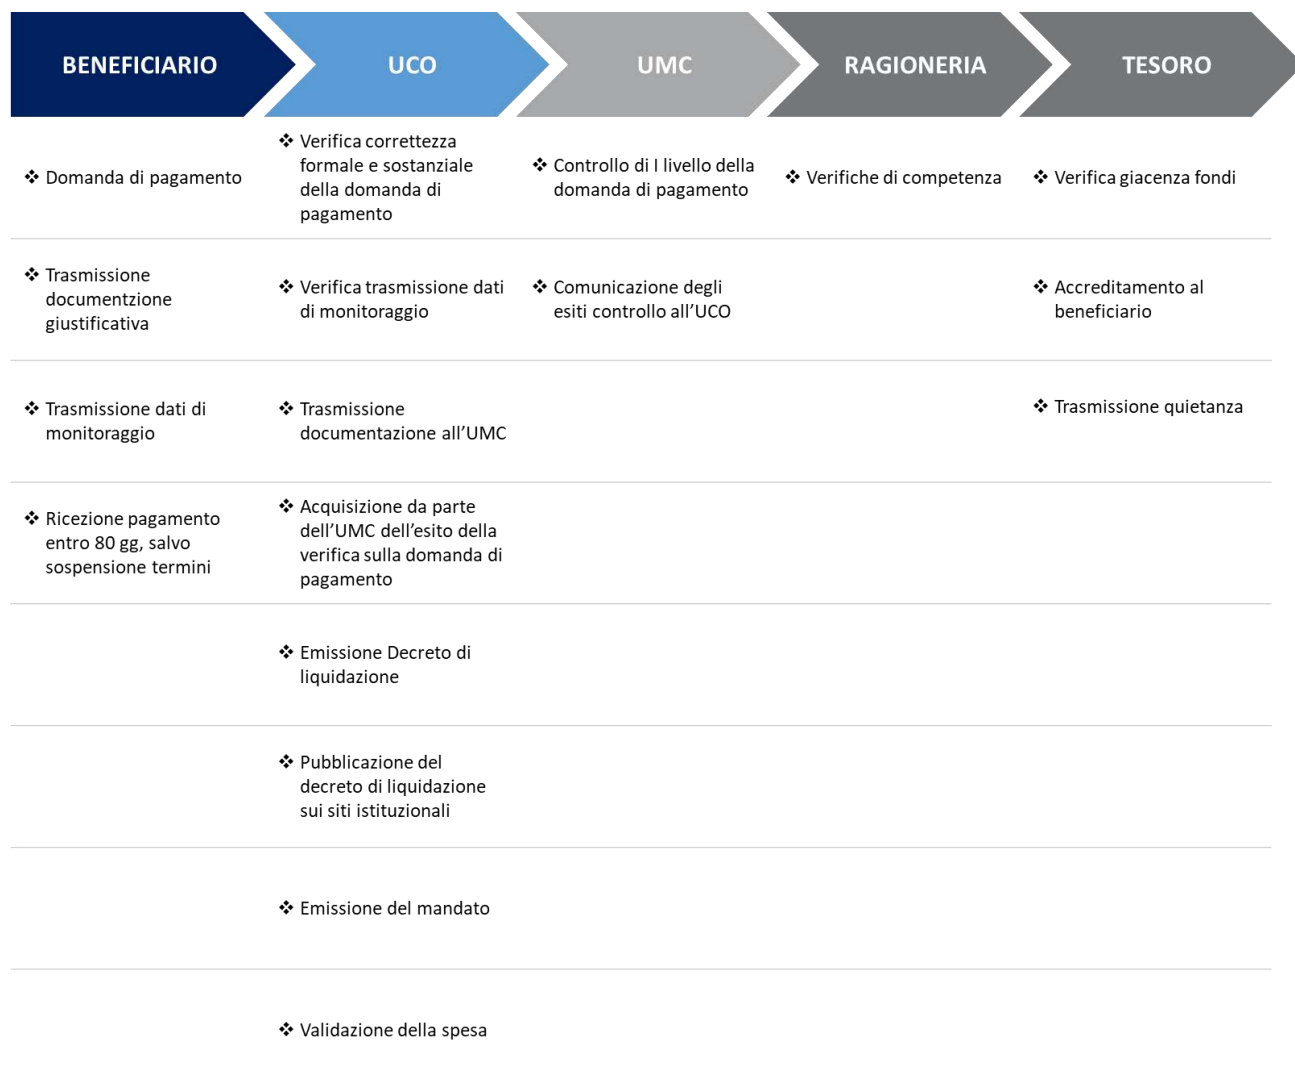 BENEFICIARIO
UCO
UMC
RAGIONERIA
TESORO
❖ Domanda di pagamento
❖ Verifica correttezza
formale e sostanziale
della domanda di
pagamento
❖ Controllo di I livello della
domanda di pagamento
❖ Verifiche di competenza
❖ Verifica giacenza fondi
❖ Trasmissione
documentzione
giustificativa
❖ Verifica trasmissione dati
di monitoraggio
❖ Comunicazione degli
esiti controllo all’UCO
❖ Accreditamento al
beneficiario
❖ Trasmissione dati di
monitoraggio
❖ Trasmissione
documentazione all’UMC
❖ Trasmissione quietanza
❖ Ricezione pagamento
entro 80 gg, salvo
sospensione termini
❖ Acquisizione da parte
dell’UMC dell’esito della
verifica sulla domanda di
pagamento
❖ Emissione Decreto di
liquidazione
❖ Pubblicazione del
decreto di liquidazione
sui siti istituzionali
❖ Emissione del mandato
❖ Validazione della spesa